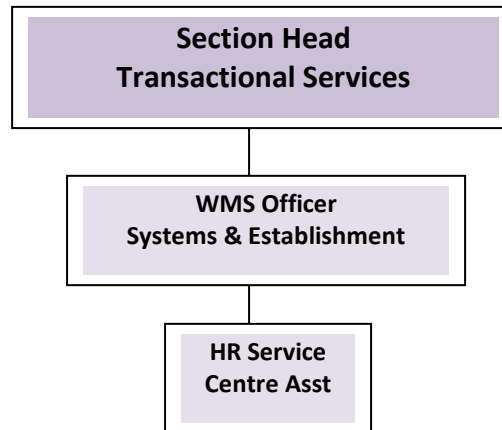 Section Head
Transactional Services
WMS Officer
Systems & Establishment
HR Service
Centre Asst